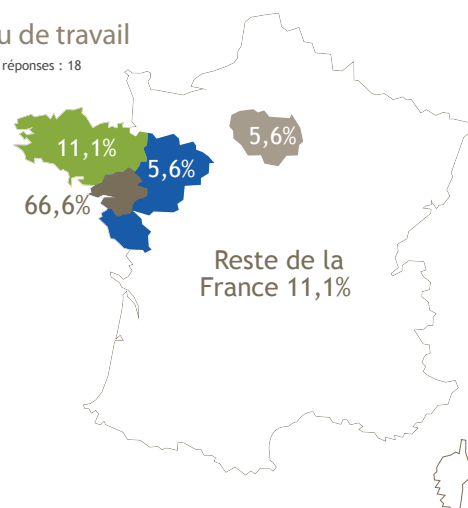 u de travail
réponses : 18
11,1%
5,6%
5,6%
66,6%
Reste de la
France 11,1%